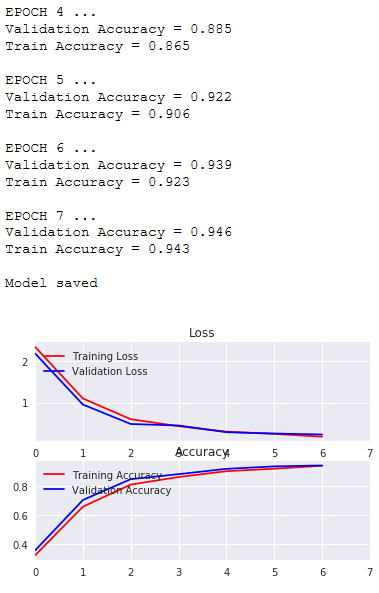 EPOCH 4 ...
Validation Accuracy = 0.885
Train Accuracy = 0.865
EPOCH 5 ...
Validation Accuracy = 0.922
Train Accuracy = 0.906
EPOCH 6 ...
Validation Accuracy = 0.939
Train Accuracy = 0.923
EPOCH 7 ...
Validation Accuracy = 0.946
Train Accuracy = 0.943
Model saved
Loss
Training Loss
Validation Loss
2
1
0 1 2 3 4 5 6 7
Accuracy
Training Accuracy
Validation Accuracy
0.8
0.6
0.4
0 1 2 3 4 5 6 7